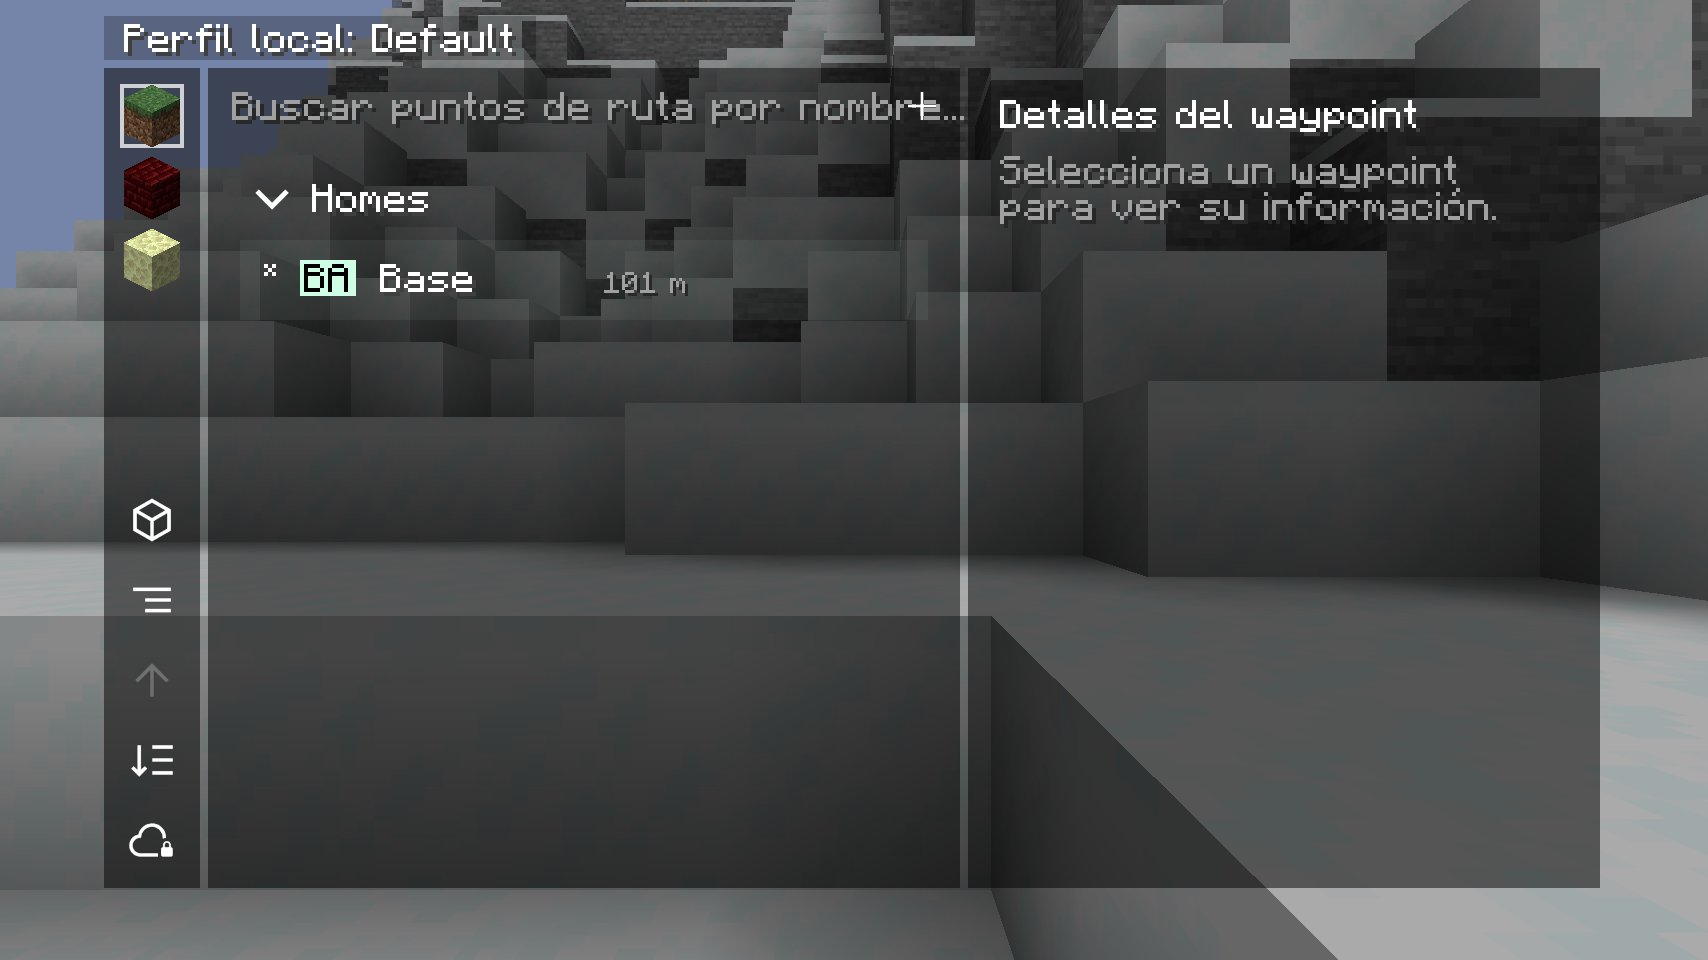 Perfil local: Default
Buscar puntos de ruta por nombre...
+
Homes
x BA Base 101 m
Detalles del waypoint
Selecciona un waypoint
para ver su información.